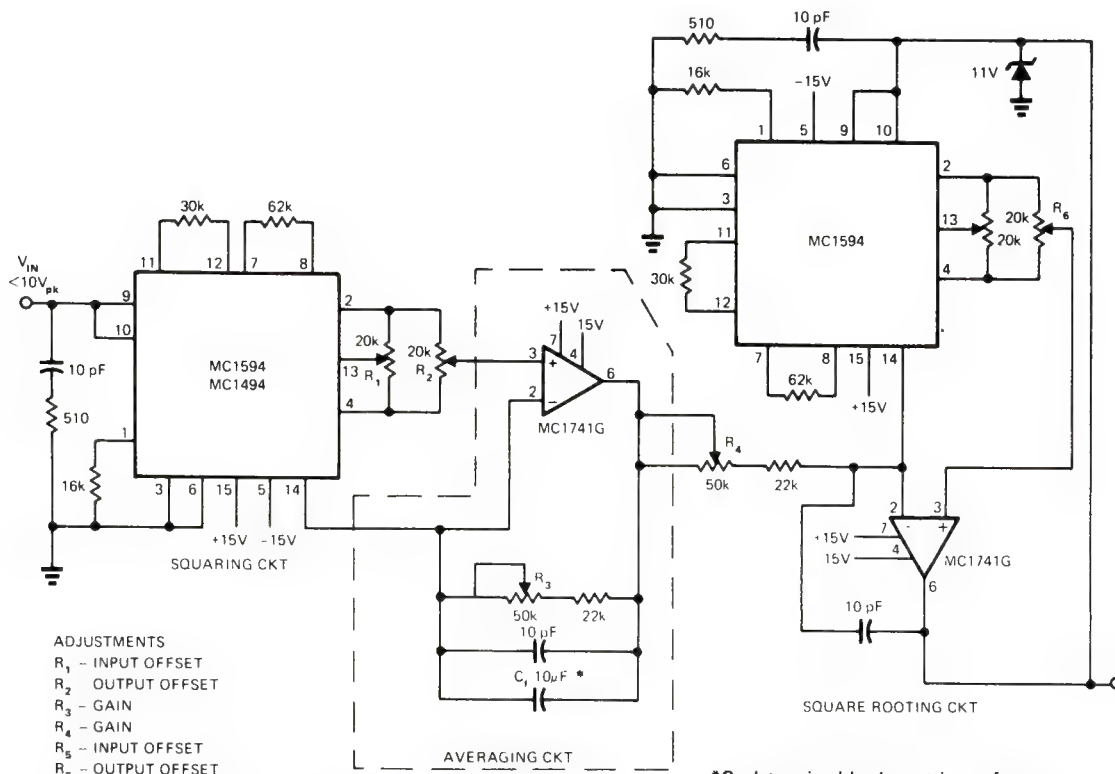 510
10 pF
16k
-15V
11V
1
5
9
10
6
3
11
12
2
13
4
MC1594
20k
20k
R6
30k
7
8
15
14
62k
+15V
30k
62k
11
12
7
8
VIN
<10Vpk
9
10
10 pF
510
1
16k
MC1594
MC1494
2
13
4
20k
R1
20k
R2
3
6
15
5
14
+15V
-15V
SQUARING CKT
+15V
15V
7
4
3
+
2
-
6
MC1741G
R4
50k
22k
R3
50k
22k
10 pF
C1 10μF *
AVERAGING CKT
2
3
-
+
7
4
+15V
15V
MC1741G
6
10 pF
SQUARE ROOTING CKT
ADJUSTMENTS
R1 – INPUT OFFSET
R2 OUTPUT OFFSET
R3 – GAIN
R4 – GAIN
R5 – INPUT OFFSET
– OUTPUT OFFSET